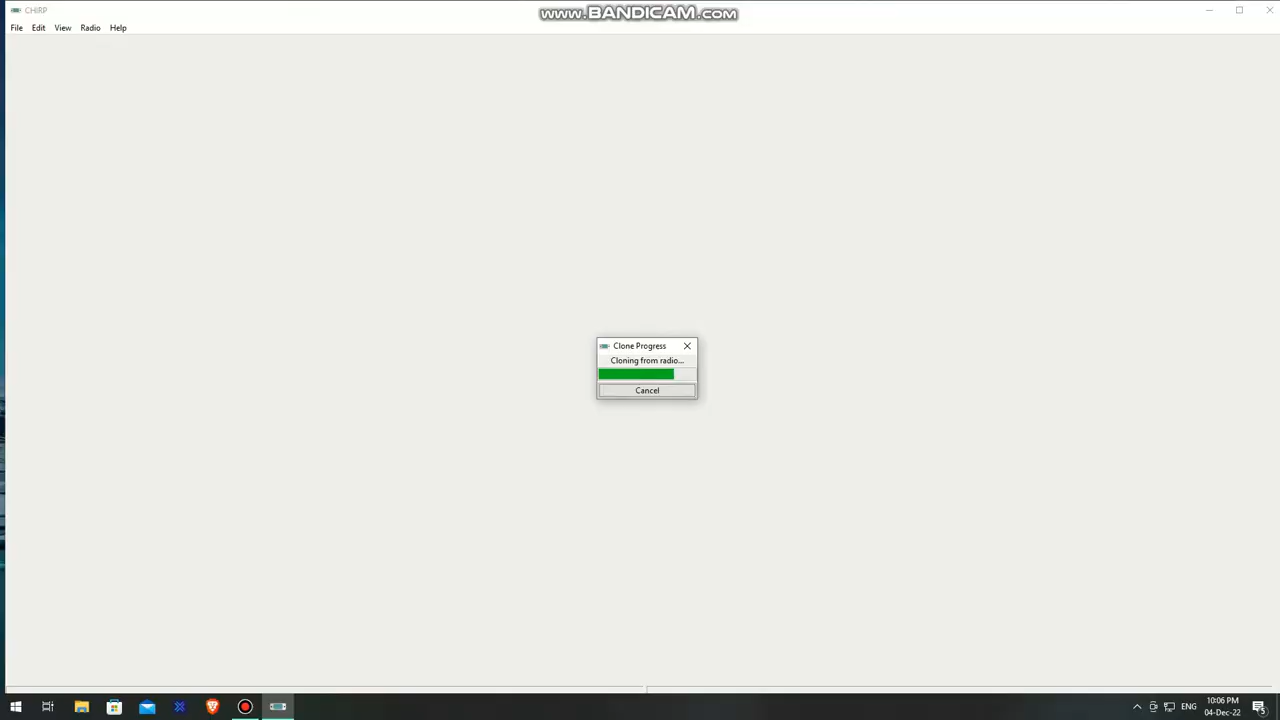 CHIRP
www.BANDICAM.com
File Edit View Radio Help
Clone Progress
Cloning from radio...
Cancel
10:06 PM
ENG
04-Dec-22
5